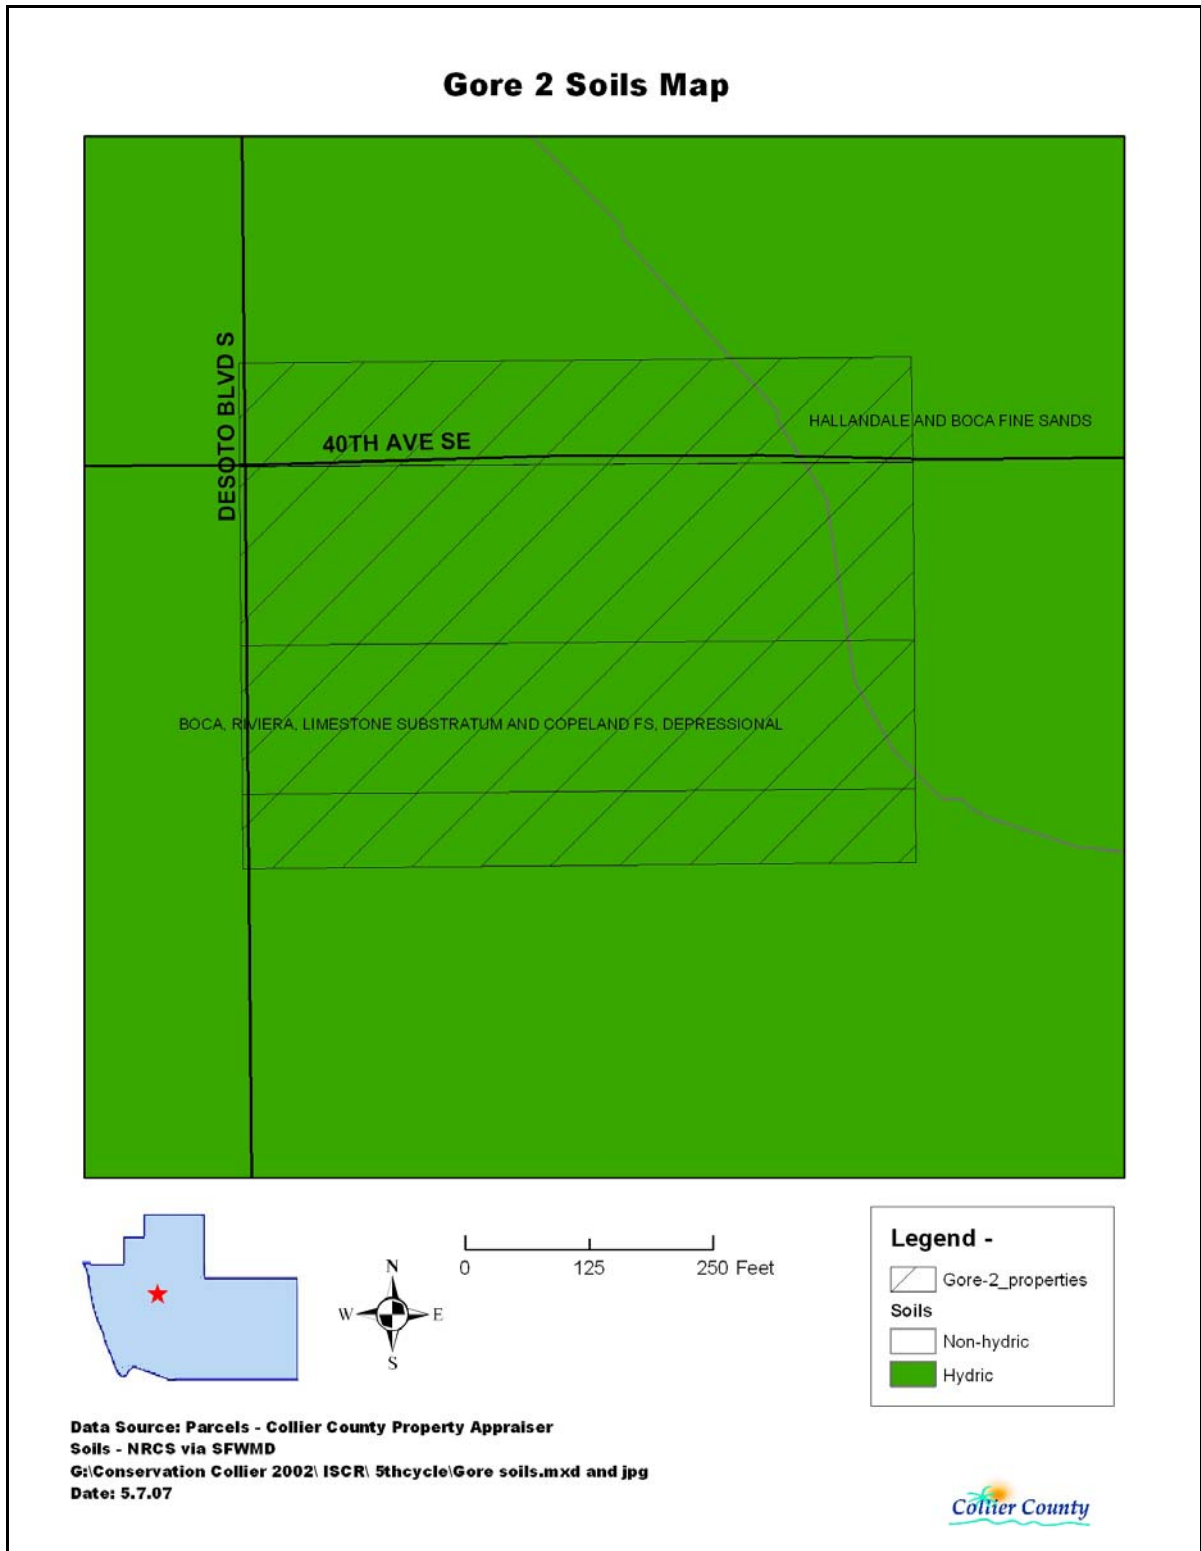 Gore 2 Soils Map
DESOTO BLVD S
HALLANDALE AND BOCA FINE SANDS
40TH AVE SE
BOCA, RIVIERA, LIMESTONE SUBSTRATUM AND COPELAND FS, DEPRESSIONAL
N
W E
S
0 125 250 Feet
Legend -
Gore-2_properties
Soils
Non-hydric
Hydric
Data Source: Parcels - Collier County Property Appraiser
Soils - NRCS via SFWMD
G:\Conservation Collier 2002\ ISCR\ 5thcycle\Gore soils.mxd and jpg
Date: 5.7.07
Collier County